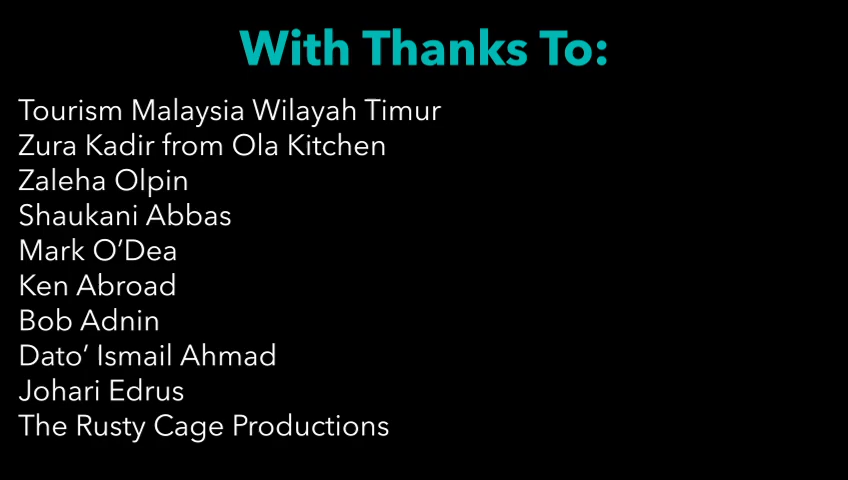 With Thanks To:
Tourism Malaysia Wilayah Timur
Zura Kadir from Ola Kitchen
Zaleha Olpin
Shaukani Abbas
Mark O’Dea
Ken Abroad
Bob Adnin
Dato’ Ismail Ahmad
Johari Edrus
The Rusty Cage Productions